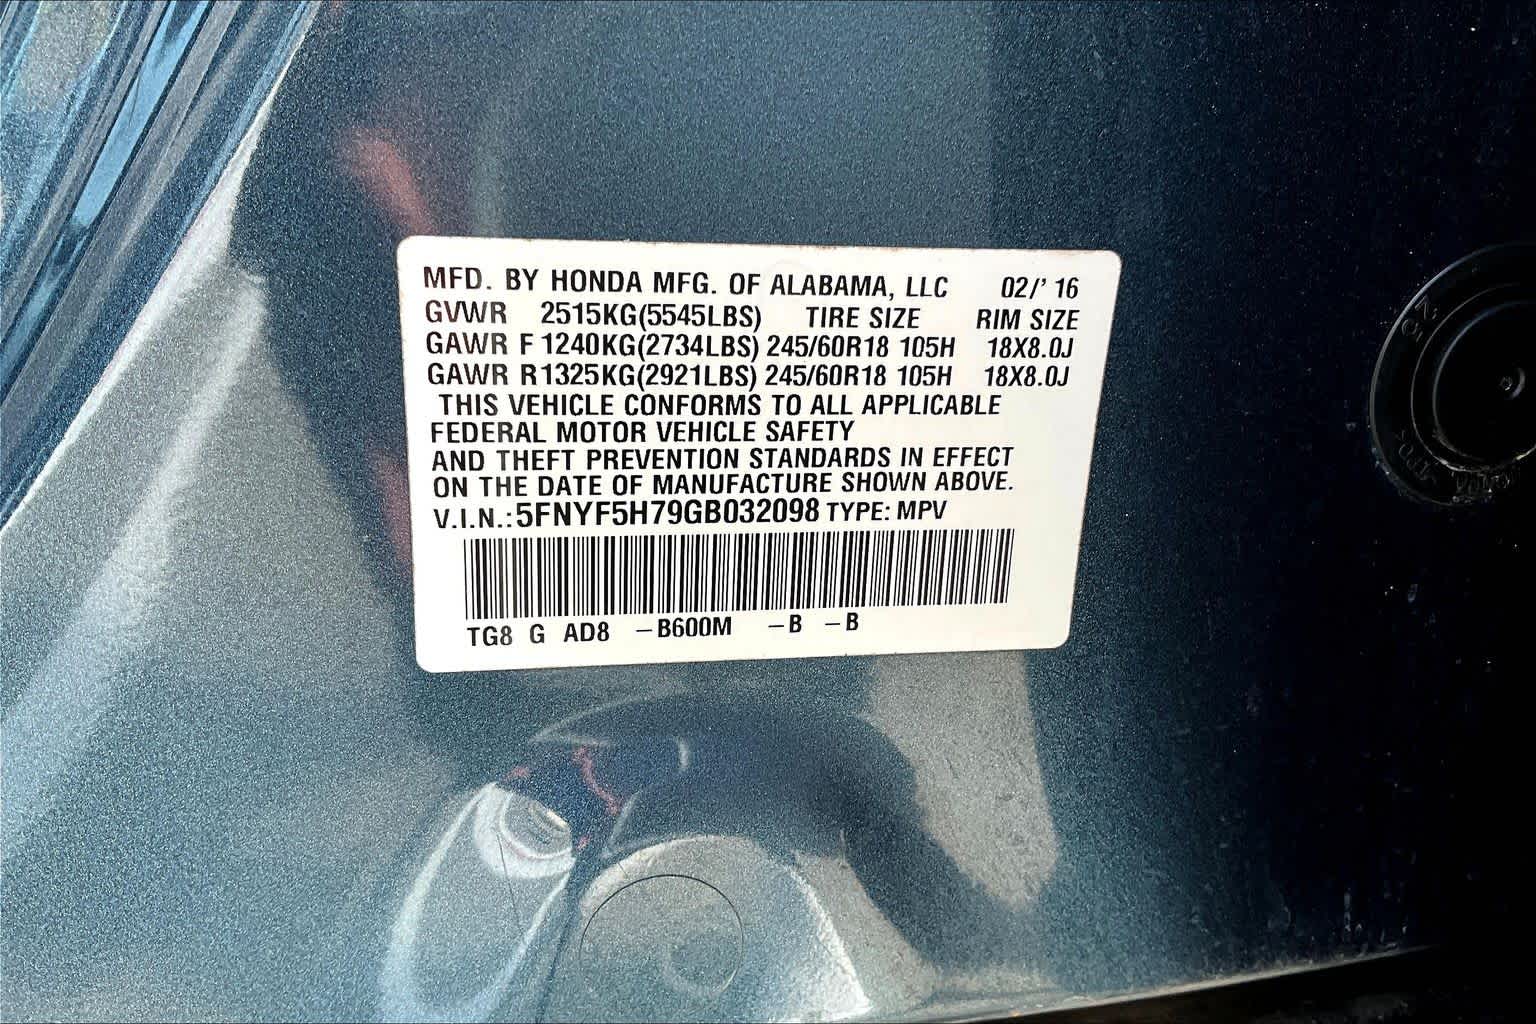 MFD. BY HONDA MFG. OF ALABAMA, LLC 02/' 16
GVWR 2515KG(5545LBS) TIRE SIZE RIM SIZE
GAWR F 1240KG(2734LBS) 245/60R18 105H 18X8.0J
GAWR R 1325KG(2921LBS) 245/60R18 105H 18X8.0J
THIS VEHICLE CONFORMS TO ALL APPLICABLE
FEDERAL MOTOR VEHICLE SAFETY
AND THEFT PREVENTION STANDARDS IN EFFECT
ON THE DATE OF MANUFACTURE SHOWN ABOVE.
V.I.N.:5FNYF5H79GB032098 TYPE: MPV
TG8 G AD8 -B600M -B -B